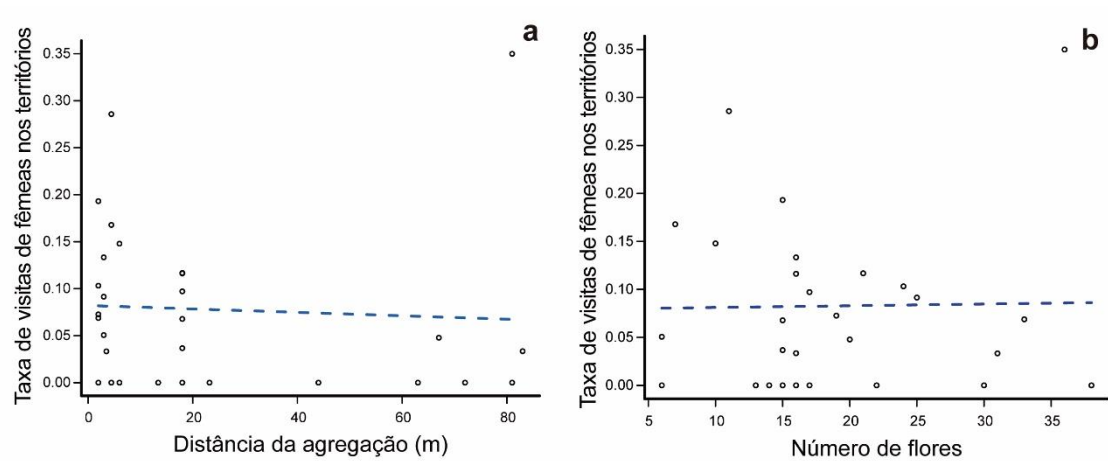 a
Taxa de visitas de fêmeas nos territórios
0.35
0.30
0.25
0.20
0.15
0.10
0.05
0.00
0 20 40 60 80
Distância da agregação (m)
b
Taxa de visitas de fêmeas nos territórios
0.35
0.30
0.25
0.20
0.15
0.10
0.05
0.00
5 10 15 20 25 30 35
Número de flores